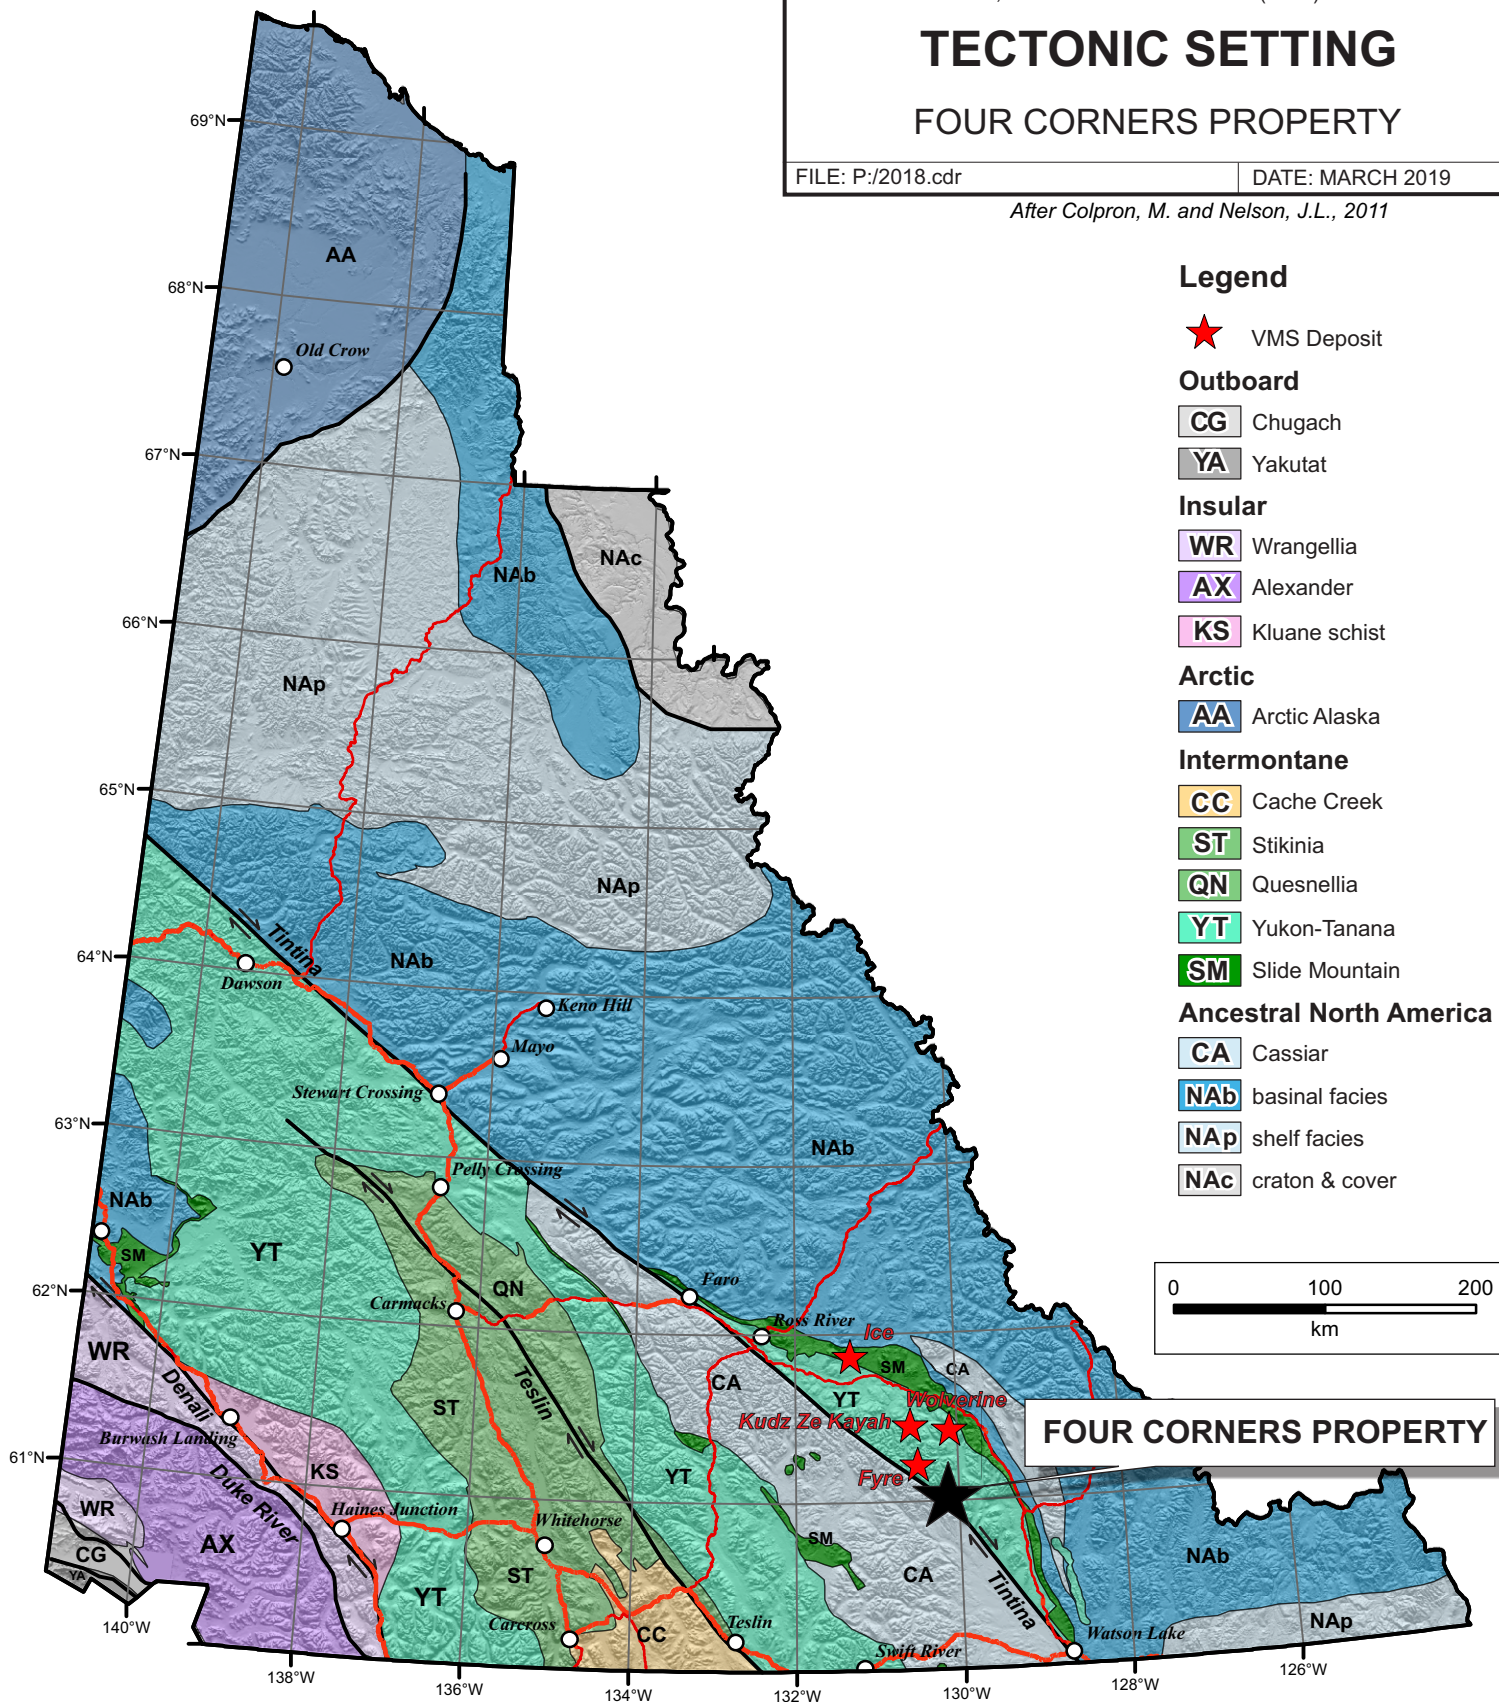 TECTONIC SETTING
FOUR CORNERS PROPERTY
FILE: P:/2018.cdr
DATE: MARCH 2019
After Colpron, M. and Nelson, J.L., 2011
Legend
VMS Deposit
Outboard
CG Chugach
YA Yakutat
Insular
WR Wrangellia
AX Alexander
KS Kluane schist
Arctic
AA Arctic Alaska
Intermontane
CC Cache Creek
ST Stikinia
QN Quesnellia
YT Yukon-Tanana
SM Slide Mountain
Ancestral North America
CA Cassiar
NAb basinal facies
NAp shelf facies
NAc craton & cover
0 100 200
km
FOUR CORNERS PROPERTY
69°N
68°N
67°N
66°N
65°N
64°N
63°N
62°N
61°N
140°W
138°W
136°W
134°W
132°W
130°W
128°W
126°W
AA
Old Crow
NAc
NAb
NAp
NAp
Tintina
NAb
Dawson
Keno Hill
Mayo
Stewart Crossing
NAb
Pelly Crossing
NAb
SM
YT
QN
Faro
Carmacks
Ross River
Ice
SM
CA
WR
Denali
Teslin
CA
YT
Wolverine
Kudz Ze Kayah
ST
Burwash Landing
KS
Duke River
YT
Fyre
WR
Haines Junction
Whitehorse
AX
SM
CG
YA
ST
YT
CA
Tintina
NAb
Carcross
CC
Teslin
Swift River
Watson Lake
NAp